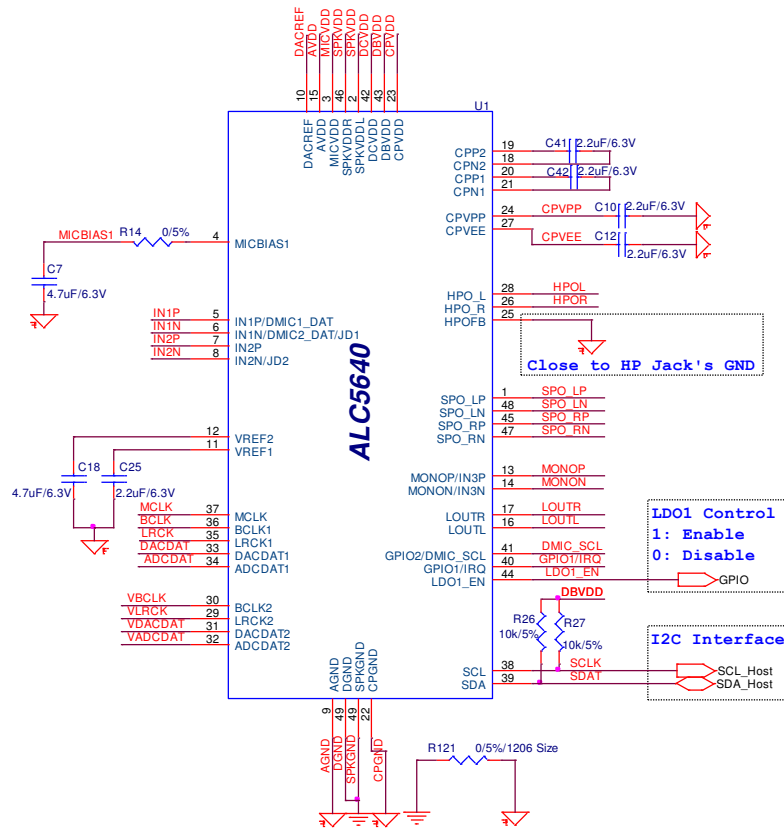 DACREF
AVDD
MICVDD
SPKVDD
SPKVDD
DCVDD
DBVDD
CPVDD
10
15
3
46
2
42
43
23
U1
DACREF
AVDD
MICVDD
SPKVDDR
SPKVDDL
DCVDD
DBVDD
CPVDD
CPP2 19 C41 2.2uF/6.3V
CPN2 18
CPP1 20 C42 2.2uF/6.3V
CPN1 21
CPVPP 24 CPVPP C10 2.2uF/6.3V
CPVEE 27 CPVEE C12 2.2uF/6.3V
MICBIAS1 R14 0/5% 4 MICBIAS1
C7
4.7uF/6.3V
HPO_L 28 HPOL
HPO_R 26 HPOR
HPOFB 25
Close to HP Jack's GND
IN1P 5 IN1P/DMIC1_DAT
IN1N 6 IN1N/DMIC2_DAT/JD1
IN2P 7 IN2P
IN2N 8 IN2N/JD2
ALC5640
SPO_LP 1 SPO_LP
SPO_LN 48 SPO_LN
SPO_RP 45 SPO_RP
SPO_RN 47 SPO_RN
12 VREF2
11 VREF1
C18 C25
4.7uF/6.3V 2.2uF/6.3V
MONOP/IN3P 13 MONOP
MONON/IN3N 14 MONON
LOUTR 17 LOUTR
LOUTL 16 LOUTL
MCLK 37 MCLK
BCLK 36 BCLK1
LRCK 35 LRCK1
DACDAT 33 DACDAT1
ADCDAT 34 ADCDAT1
GPIO2/DMIC_SCL 41 DMIC_SCL
GPIO1/IRQ 40 GPIO1/IRQ
LDO1_EN 44 LDO1_EN
LDO1 Control
1: Enable
0: Disable
GPIO
VBCLK 30 BCLK2
VLRCK 29 LRCK2
VDACDAT 31 DACDAT2
VADCDAT 32 ADCDAT2
DBVDD
R26 R27
10k/5% 10k/5%
I2C Interface
SCL 38 SCLK SCL_Host
SDA 39 SDAT SDA_Host
AGND
DGND
SPKGND
CPGND
9
49
49
22
AGND
DGND
SPKGND
CPGND
R121 0/5%/1206 Size